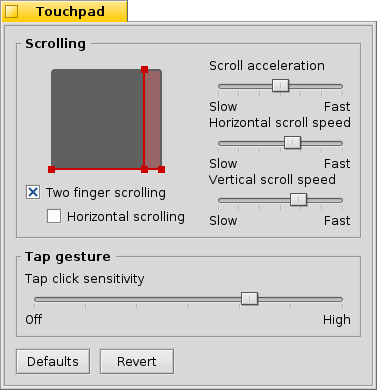 Touchpad
Scrolling
Scroll acceleration
Slow Fast
Horizontal scroll speed
Slow Fast
Vertical scroll speed
Slow Fast
Two finger scrolling
Horizontal scrolling
Tap gesture
Tap click sensitivity
Off High
Defaults Revert